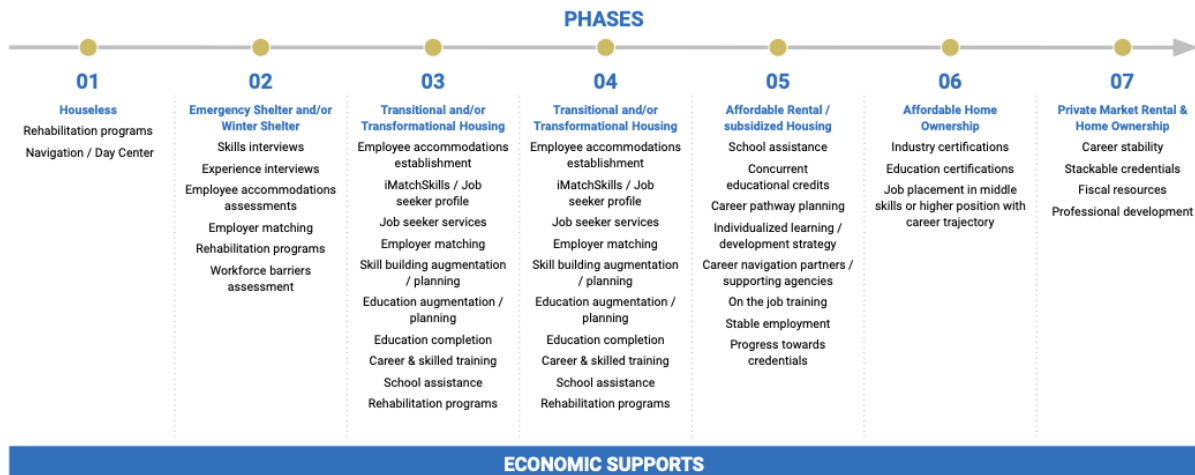 PHASES
01
Houseless
Rehabilitation programs
Navigation / Day Center
02
Emergency Shelter and/or
Winter Shelter
Skills interviews
Experience interviews
Employee accommodations
assessments
Employer matching
Rehabilitation programs
Workforce barriers
assessment
03
Transitional and/or
Transformational Housing
Employee accommodations
establishment
iMatchSkills / Job
seeker profile
Job seeker services
Employer matching
Skill building augmentation
/ planning
Education augmentation /
planning
Education completion
Career & skilled training
School assistance
Rehabilitation programs
04
Transitional and/or
Transformational Housing
Employee accommodations
establishment
iMatchSkills / Job
seeker profile
Job seeker services
Employer matching
Skill building augmentation
/ planning
Education augmentation /
planning
Education completion
Career & skilled training
School assistance
Rehabilitation programs
05
Affordable Rental /
subsidized Housing
School assistance
Concurrent
educational credits
Career pathway planning
Individualized learning /
development strategy
Career navigation partners /
supporting agencies
On the job training
Stable employment
Progress towards
credentials
06
Affordable Home
Ownership
Industry certifications
Education certifications
Job placement in middle
skills or higher position with
career trajectory
07
Private Market Rental &
Home Ownership
Career stability
Stackable credentials
Fiscal resources
Professional development
ECONOMIC SUPPORTS